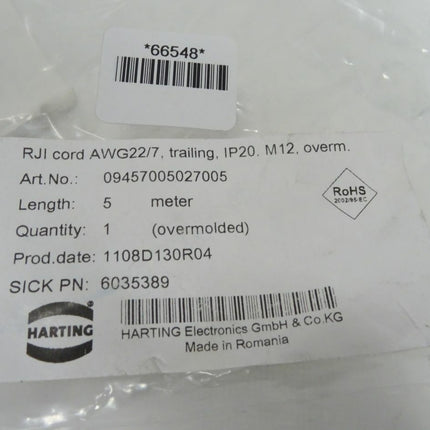 *66548*
RJI cord AWG22/7, trailing, IP20. M12, overm.
Art.No.: 09457005027005
Length: 5 meter
Quantity: 1 (overmolded)
Prod.date: 1108D130R04
SICK PN: 6035389
RoHS
2002/95/EC
HARTING
HARTING Electronics GmbH & Co.KG
Made in Romania